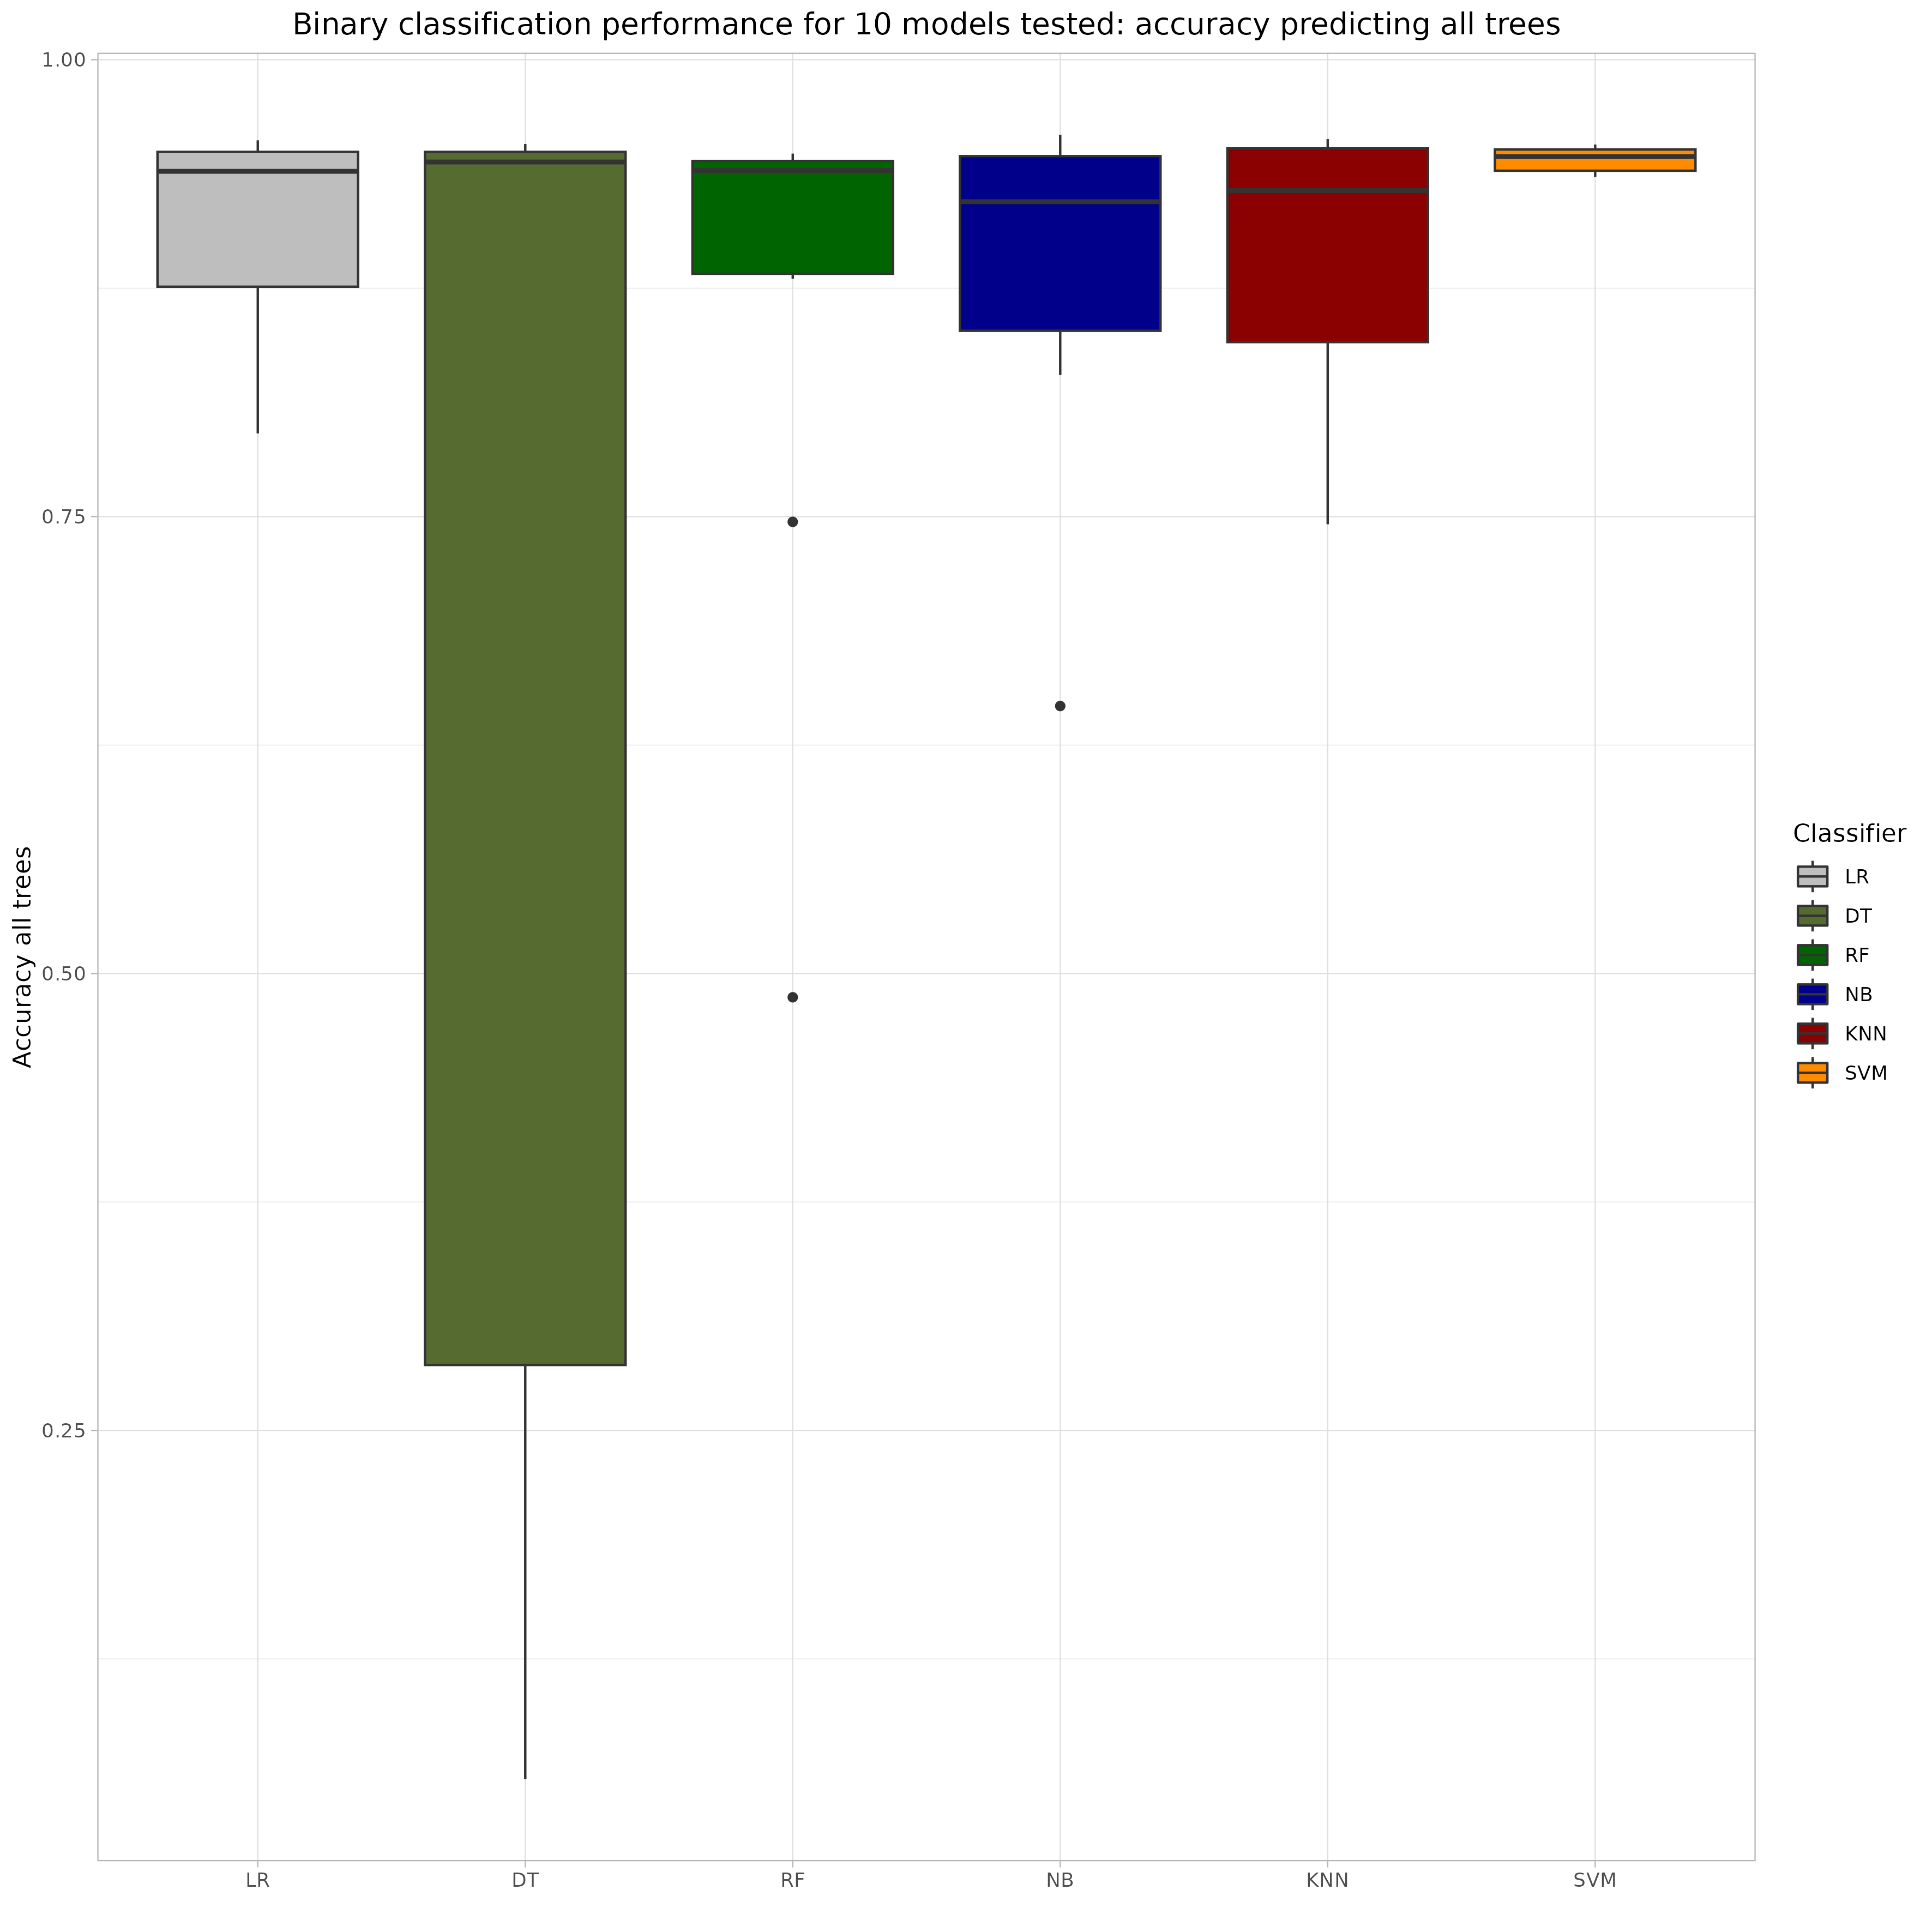 Binary classification performance for 10 models tested: accuracy predicting all trees
1.00
0.75
0.50
0.25
Accuracy all trees
LR
DT
RF
NB
KNN
SVM
Classifier
LR
DT
RF
NB
KNN
SVM